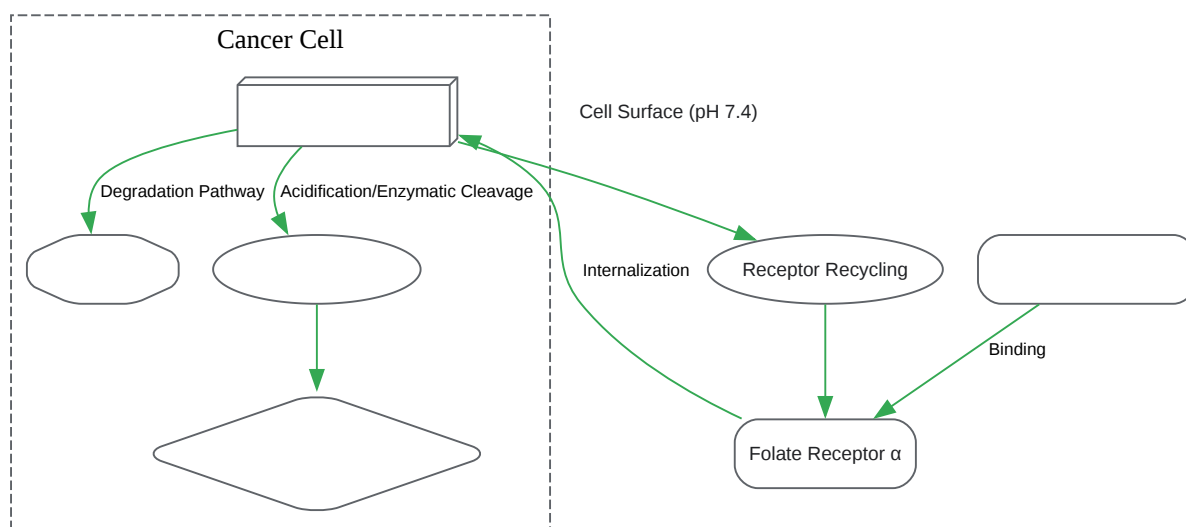 Cancer Cell
Cell Surface (pH 7.4)
Degradation Pathway
Acidification/Enzymatic Cleavage
Internalization
Receptor Recycling
Binding
Folate Receptor α